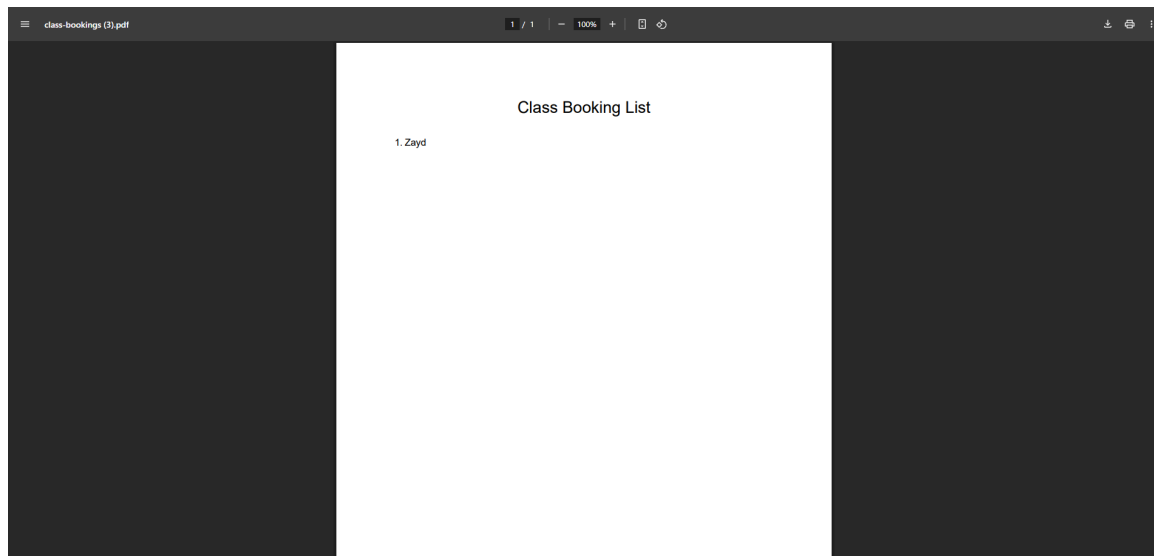 class-bookings (3).pdf
1 / 1
100%
Class Booking List
1. Zayd